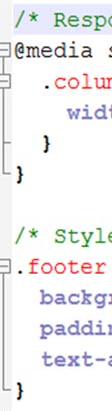 /* Respo
@media s
.colum
widt
}
}
/* Style
.footer
backgr
paddin
text-a
}